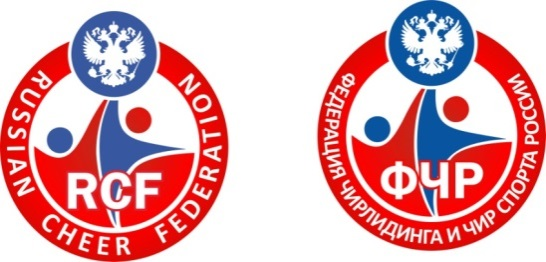 RUSSIAN CHEER FEDERATION
RCF
ФЕДЕРАЦИЯ ЧИРЛИДИНГА И ЧИР СПОРТА РОССИИ
ФЧР